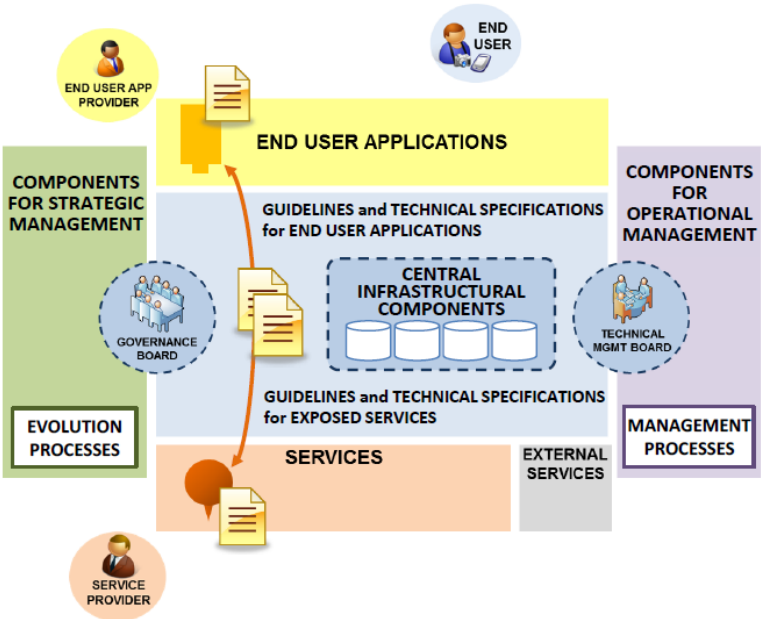 END
USER
END USER APP
PROVIDER
END USER APPLICATIONS
COMPONENTS
FOR STRATEGIC
MANAGEMENT
COMPONENTS
FOR
OPERATIONAL
MANAGEMENT
GUIDELINES and TECHNICAL SPECIFICATIONS
for END USER APPLICATIONS
CENTRAL
INFRASTRUCTURAL
COMPONENTS
GOVERNANCE
BOARD
TECHNICAL
MGMT BOARD
GUIDELINES and TECHNICAL SPECIFICATIONS
for EXPOSED SERVICES
EVOLUTION
PROCESSES
MANAGEMENT
PROCESSES
SERVICES
EXTERNAL
SERVICES
SERVICE
PROVIDER